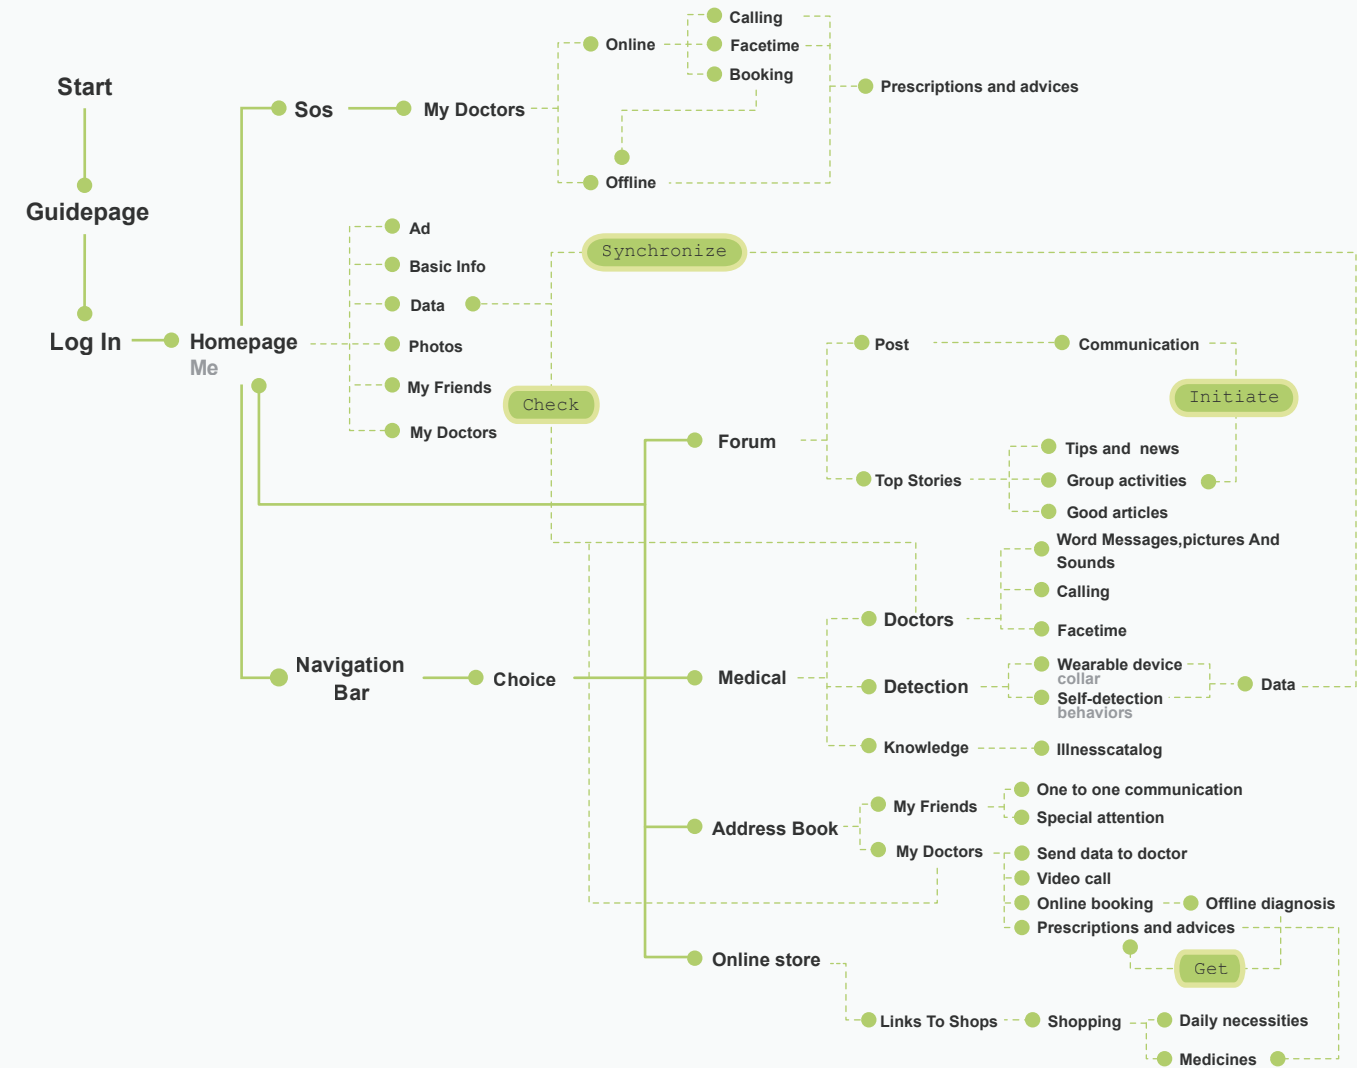 Start
Guidepage
Log In
Homepage
Me
Sos
My Doctors
Online
Calling
Facetime
Booking
Offline
Prescriptions and advices
Ad
Basic Info
Data
Photos
My Friends
My Doctors
Synchronize
Check
Navigation
Bar
Choice
Forum
Post
Communication
Initiate
Top Stories
Tips and  news
Group activities
Good articles
Medical
Doctors
Word Messages,pictures And
Sounds
Calling
Facetime
Detection
Wearable device
collar
Self-detection
behaviors
Data
Knowledge
Illnesscatalog
Address Book
My Friends
One to one communication
Special attention
My Doctors
Send data to doctor
Video call
Online booking
Offline diagnosis
Prescriptions and advices
Get
Online store
Links To Shops
Shopping
Daily necessities
Medicines